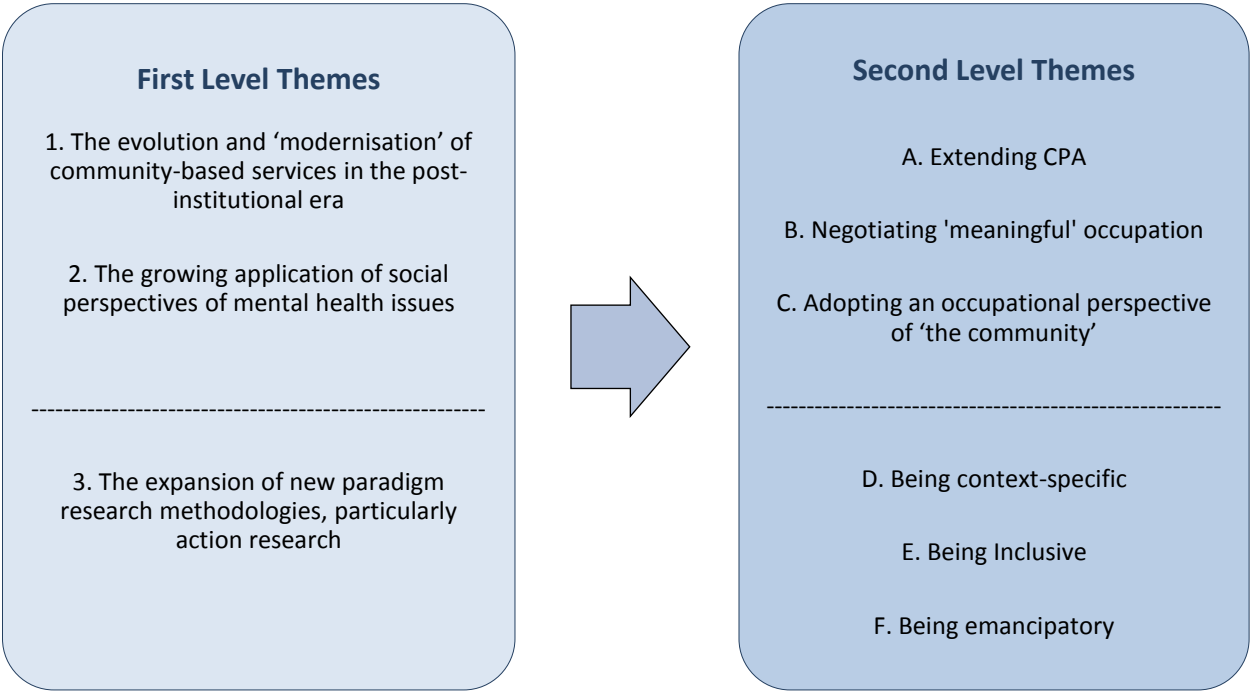 First Level Themes
1. The evolution and ‘modernisation’ of
community-based services in the post-
institutional era
2. The growing application of social
perspectives of mental health issues
---------------------------------------------------------
3. The expansion of new paradigm
research methodologies, particularly
action research
Second Level Themes
A. Extending CPA
B. Negotiating 'meaningful' occupation
C. Adopting an occupational perspective
of ‘the community’
---------------------------------------------------------
D. Being context-specific
E. Being Inclusive
F. Being emancipatory